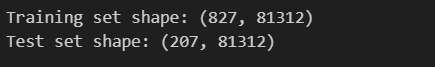 Training set shape: (827, 81312)
Test set shape: (207, 81312)